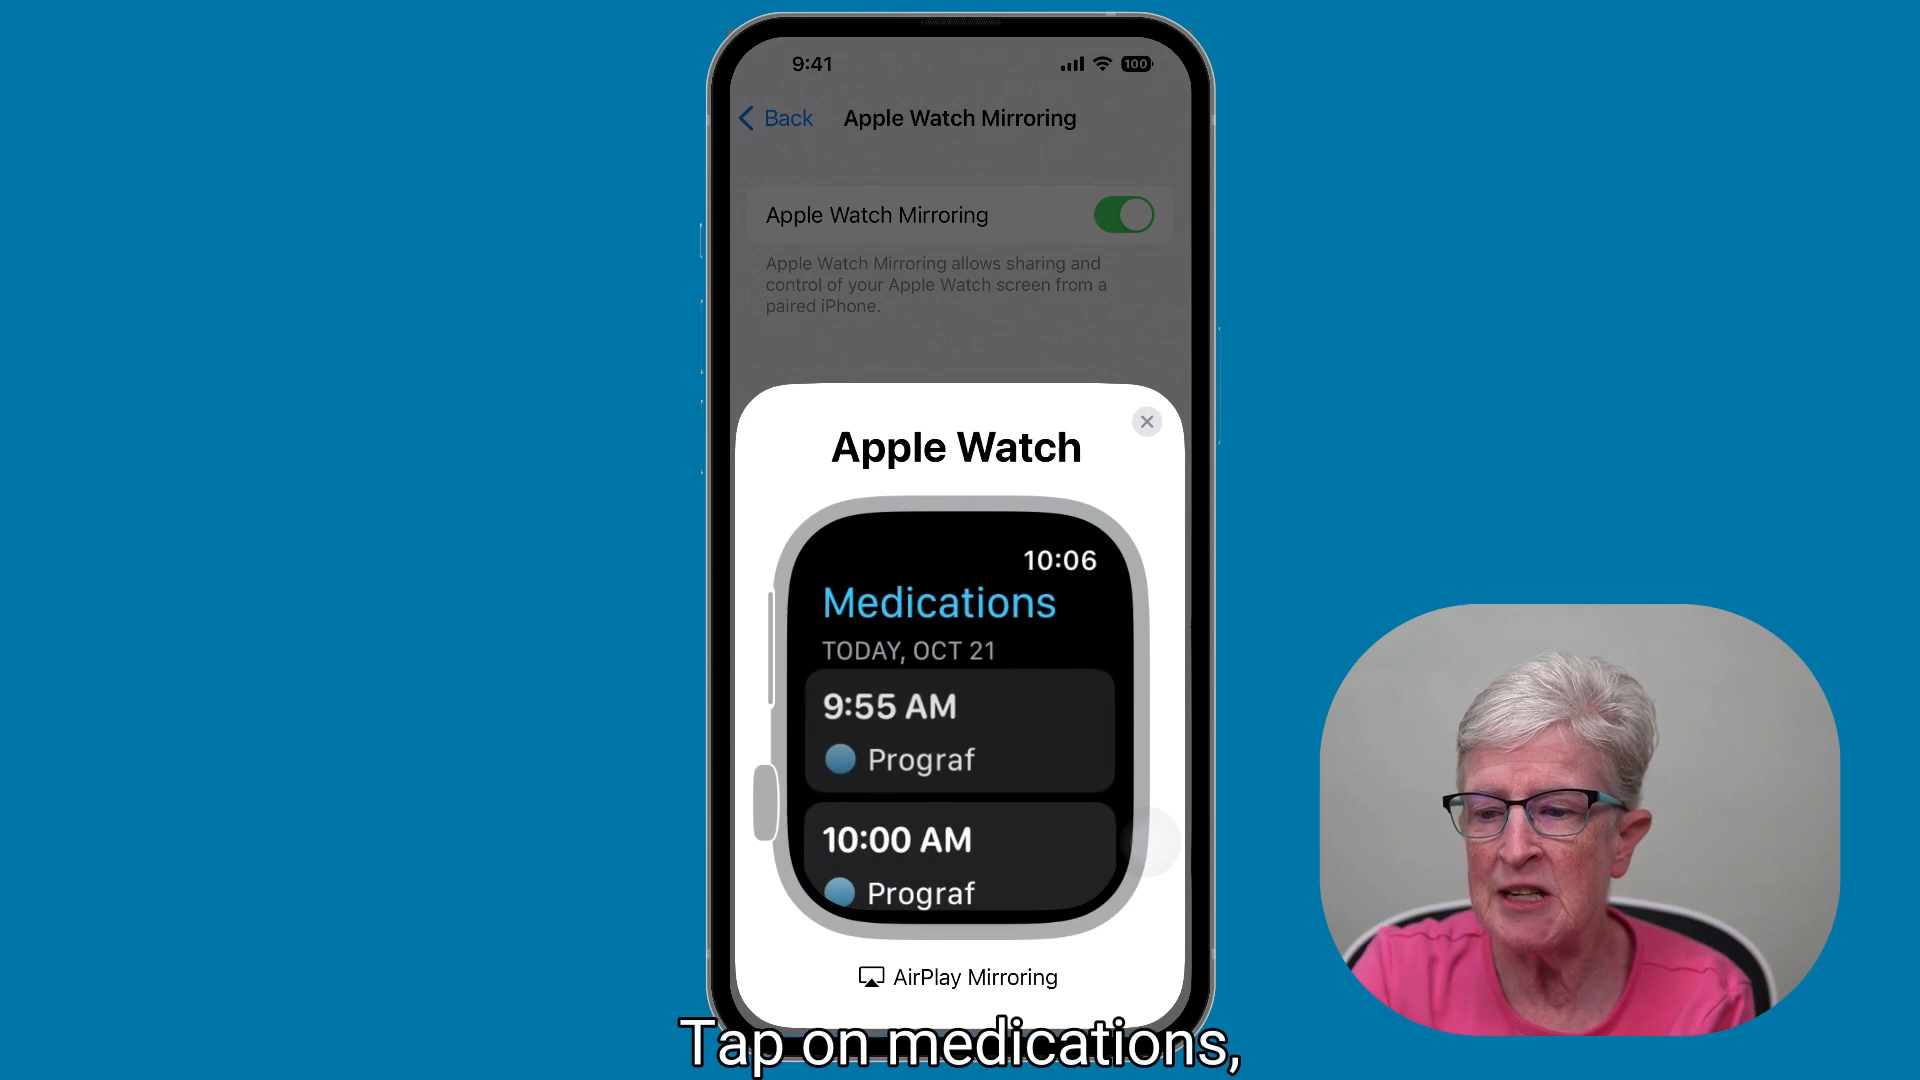 9:41
100
Back
Apple Watch Mirroring
Apple Watch Mirroring
Apple Watch Mirroring allows sharing and
control of your Apple Watch screen from a
paired iPhone.
Apple Watch
10:06
Medications
TODAY, OCT 21
9:55 AM
Prograf
10:00 AM
Prograf
AirPlay Mirroring
Tap on medications,